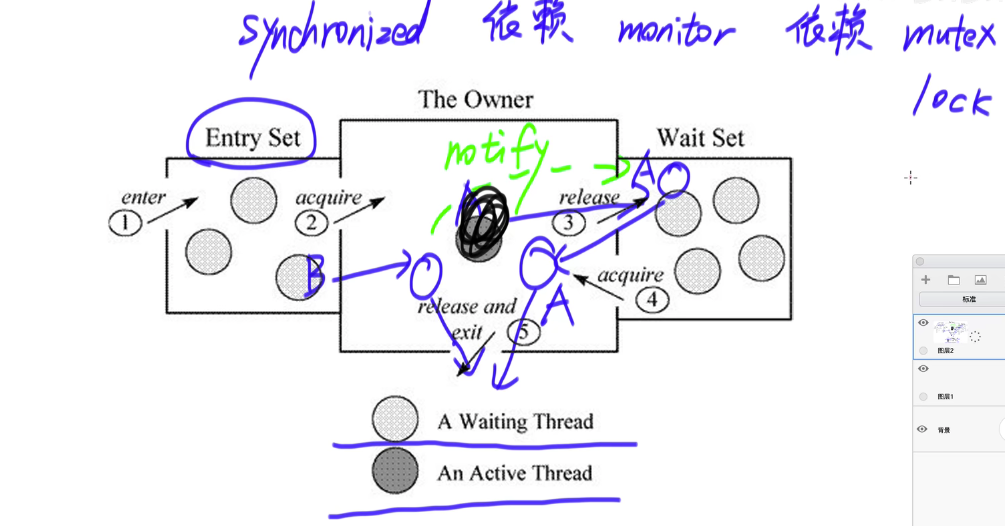 synchronized 依赖 monitor 依赖 mutex
lock
The Owner
Entry Set
Wait Set
notify
A
A
enter
1
acquire
2
release
3
B
acquire
4
A
release and
exit
5
A Waiting Thread
An Active Thread
标准
图层2
图层1
背景